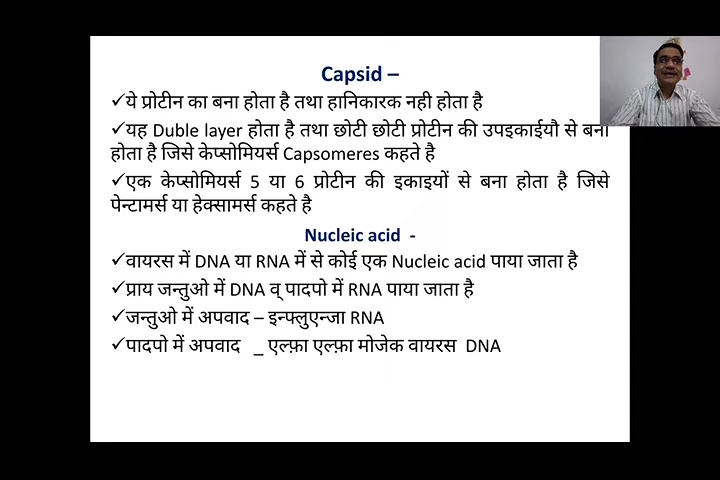 Capsid –
✓ये प्रोटीन का बना होता है तथा हानिकारक नही होता है
✓यह Duble layer होता है तथा छोटी छोटी प्रोटीन की उपइकाईयौ से बना
होता है जिसे केप्सोमियर्स Capsomeres कहते है
✓एक केप्सोमियर्स 5 या 6 प्रोटीन की इकाइयों से बना होता है जिसे
पेन्टामर्स या हेक्सामर्स कहते है
Nucleic acid -
✓वायरस में DNA या RNA में से कोई एक Nucleic acid पाया जाता है
✓प्राय जन्तुओ में DNA व् पादपो में RNA पाया जाता है
✓जन्तुओ में अपवाद – इन्फ्लुएन्जा RNA
✓पादपो में अपवाद _ एल्फ़ा एल्फ़ा मोजेक वायरस DNA